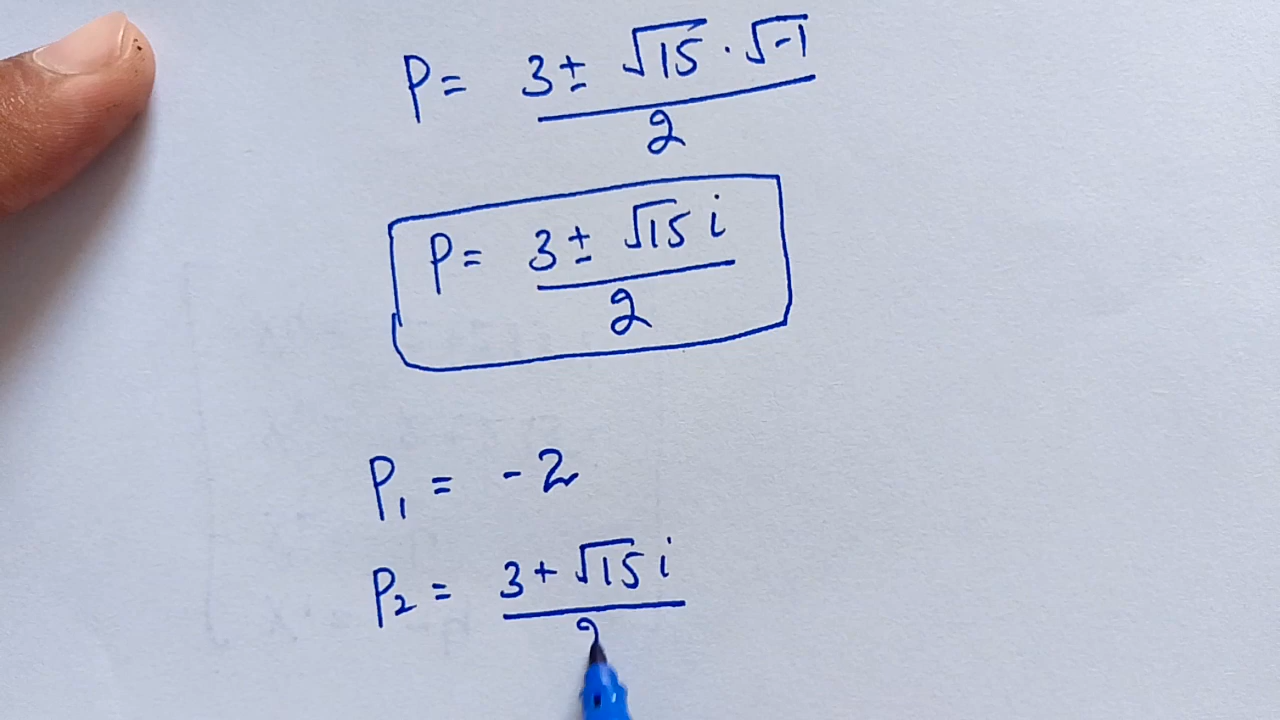 P = 3 ± √15 · √-1 / 2
P = 3 ± √15 i / 2
P₁ = -2
P₂ = 3 + √15 i / 2